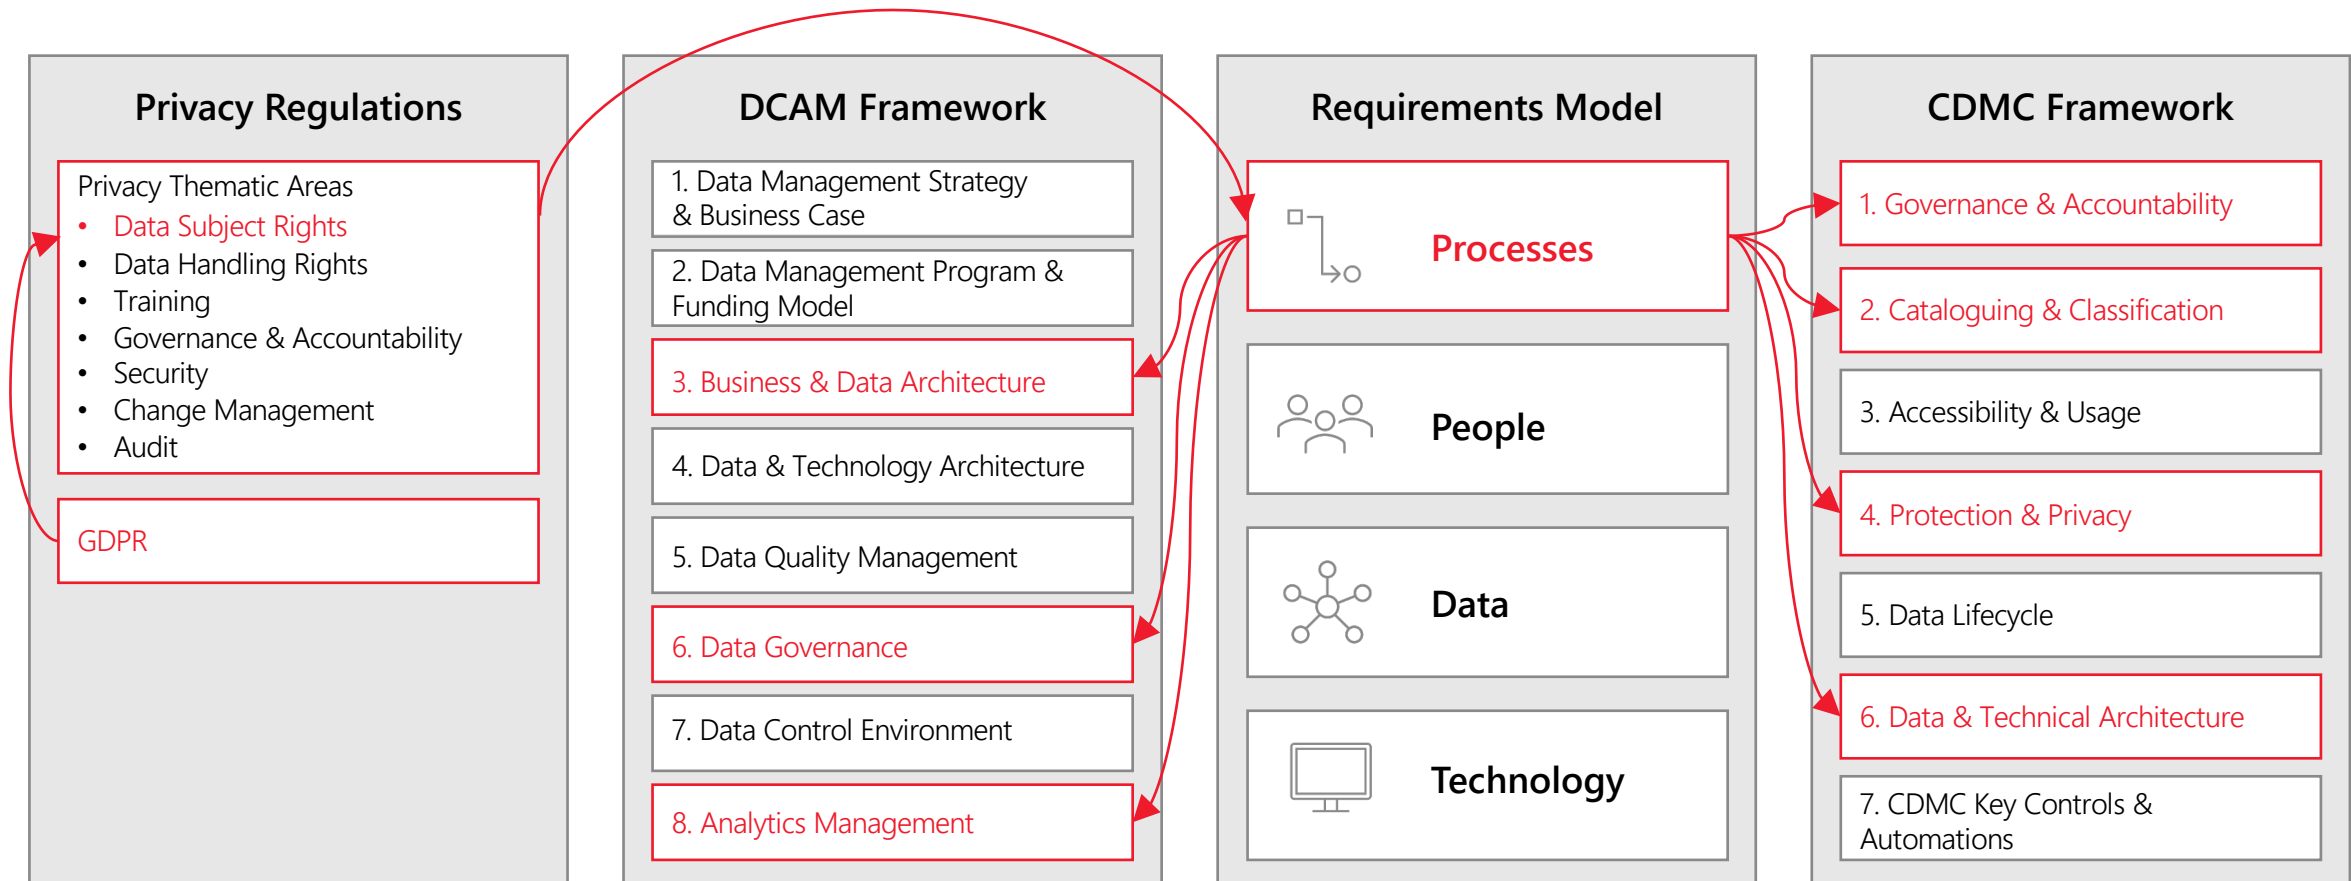 Privacy Regulations
Privacy Thematic Areas
• Data Subject Rights
• Data Handling Rights
• Training
• Governance & Accountability
• Security
• Change Management
• Audit
GDPR
DCAM Framework
1. Data Management Strategy
& Business Case
2. Data Management Program &
Funding Model
3. Business & Data Architecture
4. Data & Technology Architecture
5. Data Quality Management
6. Data Governance
7. Data Control Environment
8. Analytics Management
Requirements Model
Processes
People
Data
Technology
CDMC Framework
1. Governance & Accountability
2. Cataloguing & Classification
3. Accessibility & Usage
4. Protection & Privacy
5. Data Lifecycle
6. Data & Technical Architecture
7. CDMC Key Controls &
Automations